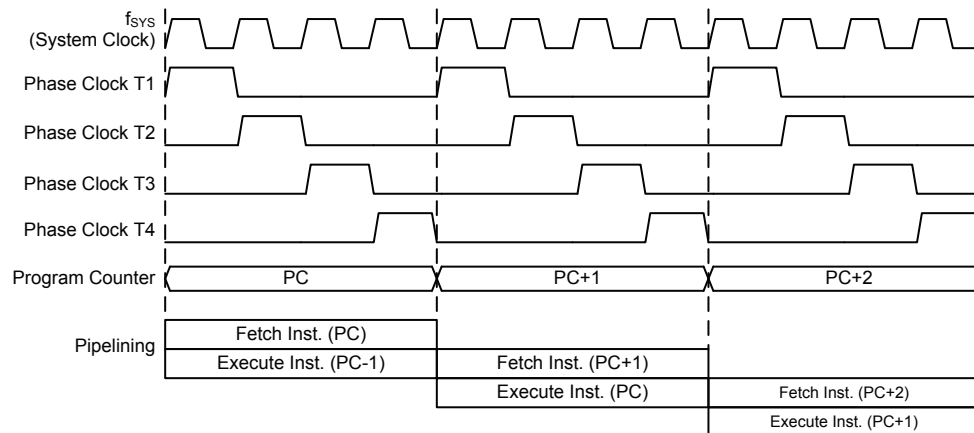 fSYS
(System Clock)
Phase Clock T1
Phase Clock T2
Phase Clock T3
Phase Clock T4
Program Counter PC PC+1 PC+2
Pipelining
Fetch Inst. (PC)
Execute Inst. (PC-1) Fetch Inst. (PC+1)
Execute Inst. (PC) Fetch Inst. (PC+2)
Execute Inst. (PC+1)